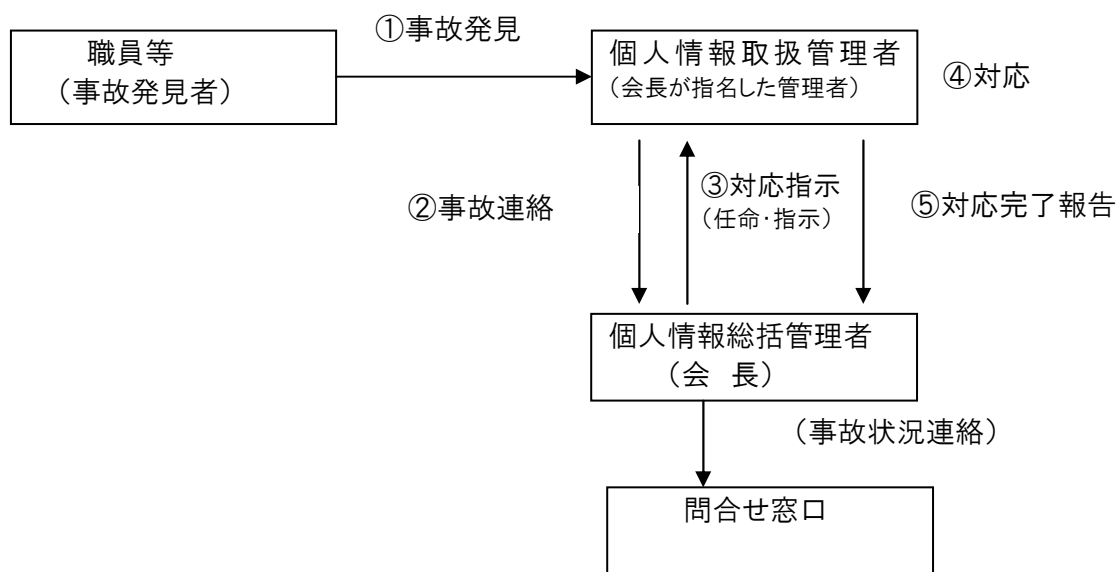 ①事故発見
職員等
（事故発見者）
個人情報取扱管理者
（会長が指名した管理者）
④対応
②事故連絡
③対応指示
（任命・指示）
⑤対応完了報告
個人情報総括管理者
（会　長）
（事故状況連絡）
問合せ窓口